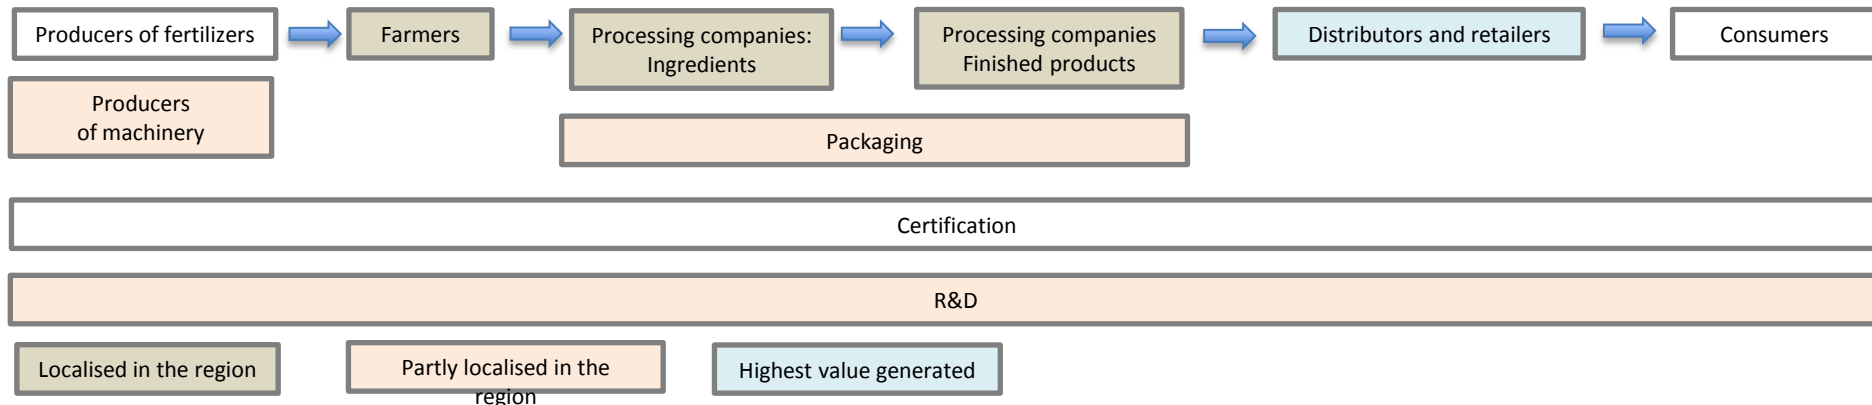 Producers of fertilizers
Farmers
Processing companies:
Ingredients
Processing companies
Finished products
Distributors and retailers
Consumers
Producers
of machinery
Packaging
Certification
R&D
Localised in the region
Partly localised in the
region
Highest value generated